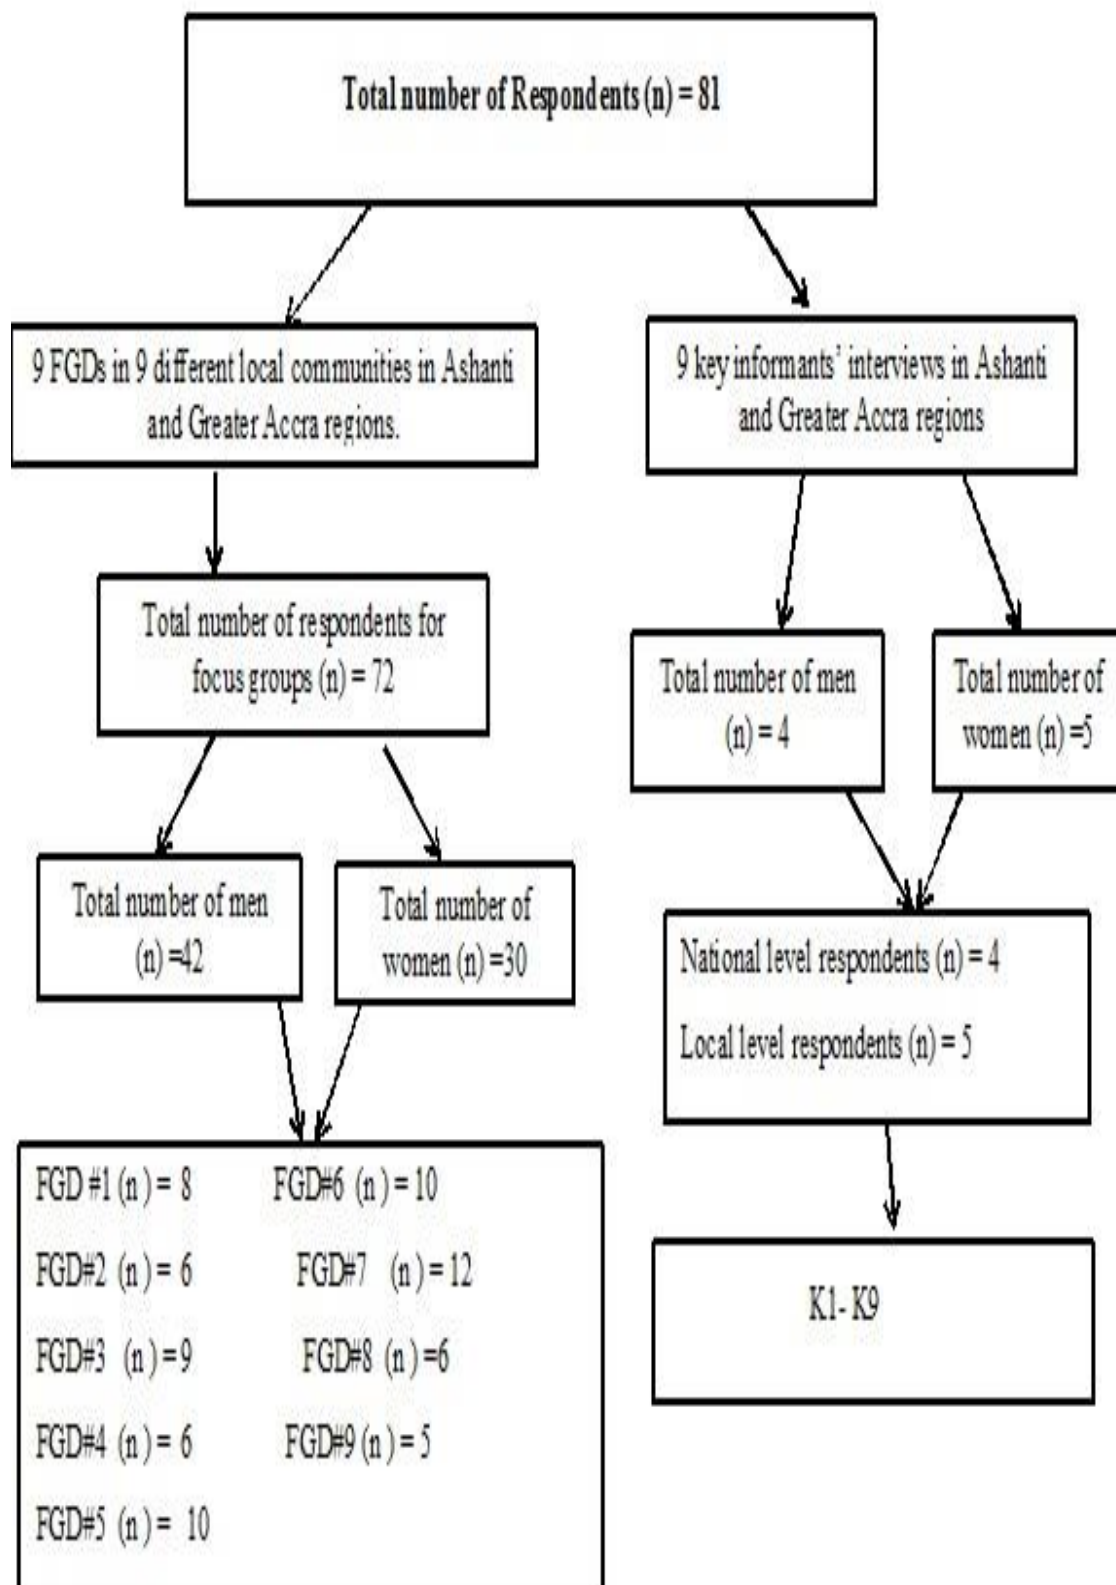 Total number of Respondents (n) = 81
9 FGDs in 9 different local communities in Ashanti
and Greater Accra regions.
9 key informants' interviews in Ashanti
and Greater Accra regions
Total number of respondents for
focus groups (n) = 72
Total number of men
(n) = 4
Total number of
women (n) =5
Total number of men
(n) =42
Total number of
women (n) =30
National level respondents (n) = 4
Local level respondents (n) = 5
FGD #1 (n ) = 8 FGD#6 (n ) = 10
FGD#2 (n ) = 6 FGD#7 (n ) = 12
FGD#3 (n ) = 9 FGD#8 (n ) =6
FGD#4 (n ) = 6 FGD#9 (n ) = 5
FGD#5 (n ) = 10
K1- K9